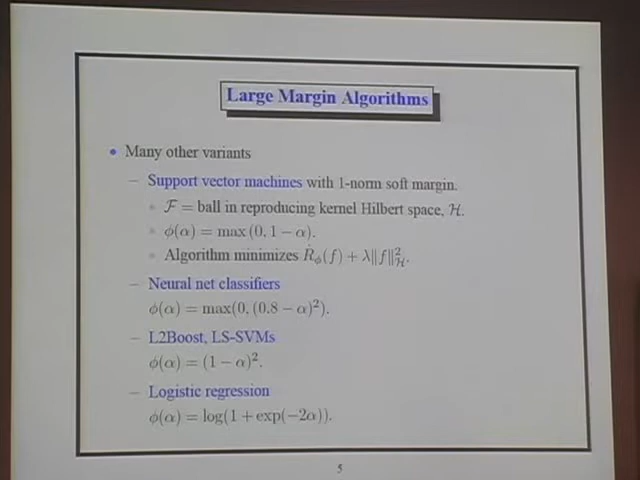 Large Margin Algorithms
• Many other variants
– Support vector machines with 1-norm soft margin.
• ℱ = ball in reproducing kernel Hilbert space, ℋ.
• ϕ(α) = max (0, 1 − α).
• Algorithm minimizes R̂_ϕ(f) + λ‖f‖²_ℋ.
– Neural net classifiers
ϕ(α) = max(0, (0.8 − α)²).
– L2Boost, LS-SVMs
ϕ(α) = (1 − α)².
– Logistic regression
ϕ(α) = log(1 + exp(−2α)).
5